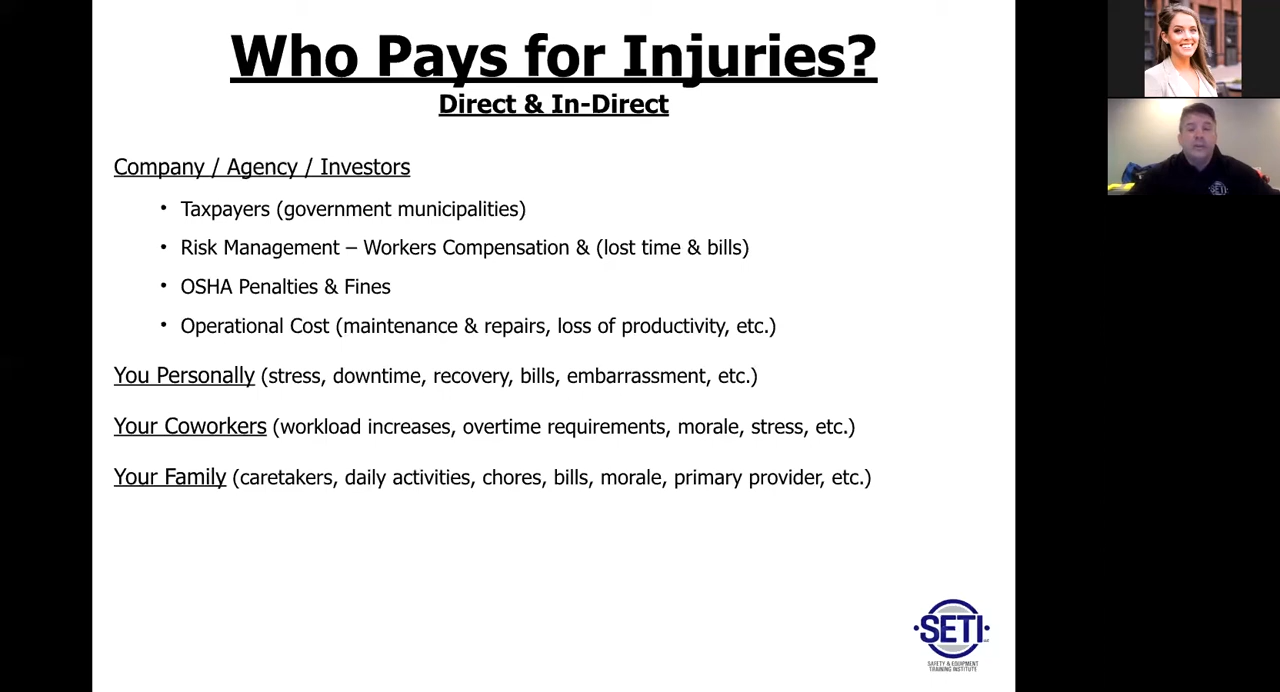 Who Pays for Injuries?
Direct & In-Direct
Company / Agency / Investors
• Taxpayers (government municipalities)
• Risk Management – Workers Compensation & (lost time & bills)
• OSHA Penalties & Fines
• Operational Cost (maintenance & repairs, loss of productivity, etc.)
You Personally (stress, downtime, recovery, bills, embarrassment, etc.)
Your Coworkers (workload increases, overtime requirements, morale, stress, etc.)
Your Family (caretakers, daily activities, chores, bills, morale, primary provider, etc.)
SETI
SETI
SAFETY & EQUIPMENT
TRAINING INSTITUTE